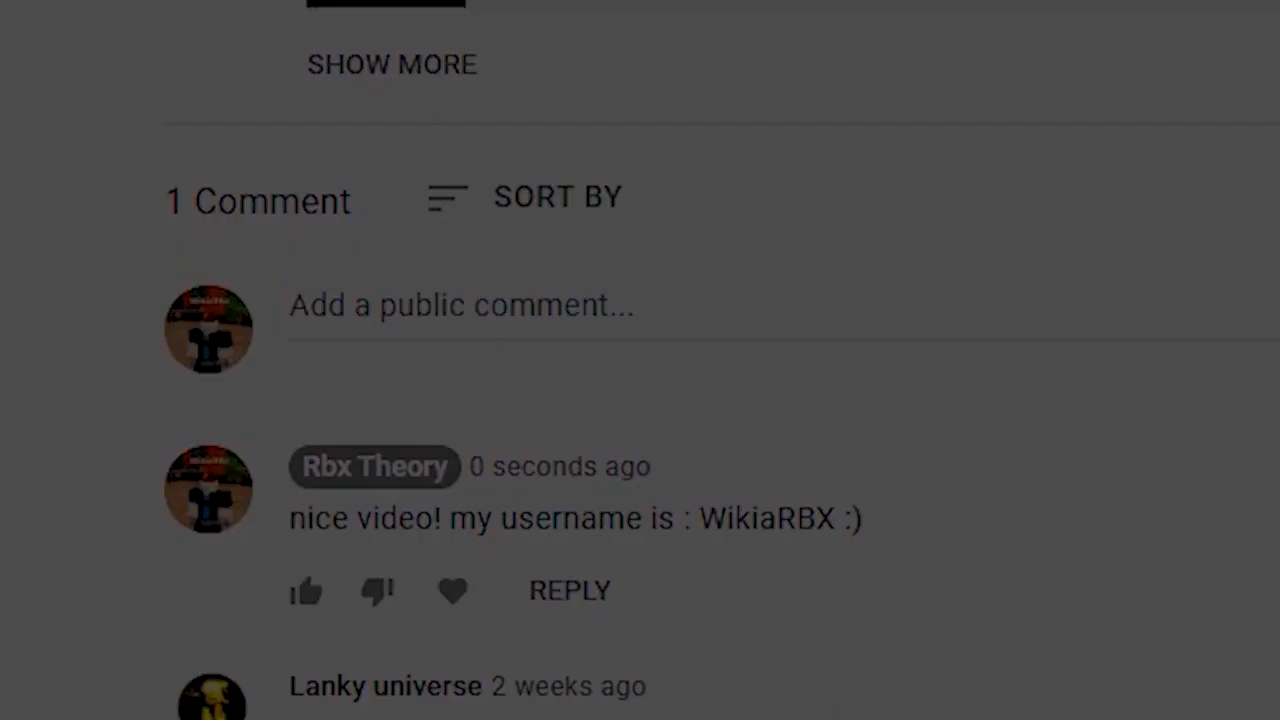 SHOW MORE
1 Comment
SORT BY
Add a public comment...
Rbx Theory 0 seconds ago
nice video! my username is : WikiaRBX :)
REPLY
Lanky universe 2 weeks ago